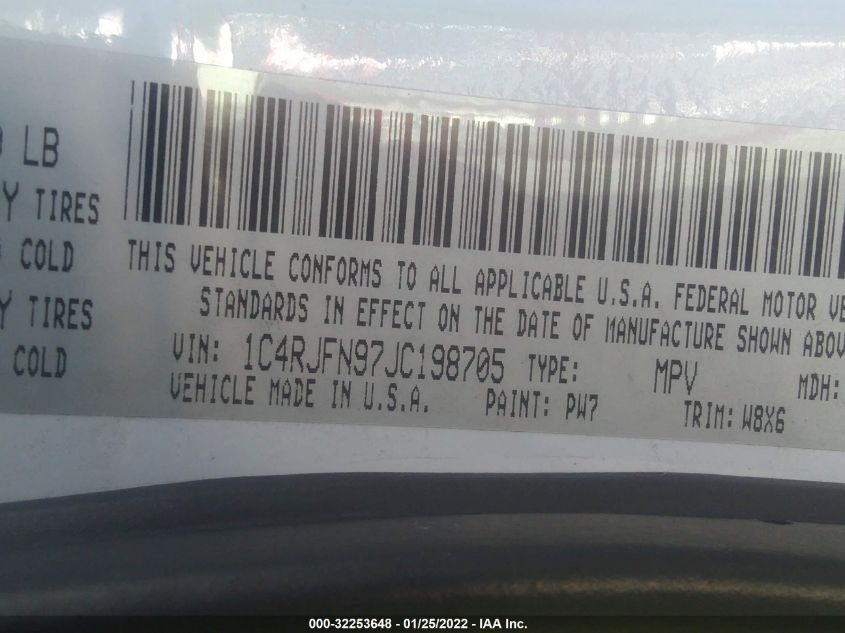 LB
TIRES
COLD
TIRES
COLD
THIS VEHICLE CONFORMS TO ALL APPLICABLE U.S.A. FEDERAL MOTOR
STANDARDS IN EFFECT ON THE DATE OF MANUFACTURE SHOWN
VIN: 1C4RJFN97JC198705 TYPE: MPV MDH:
VEHICLE MADE IN U.S.A. PAINT: PW7 TRIM: W8X6
000-32253648 - 01/25/2022 - IAA Inc.